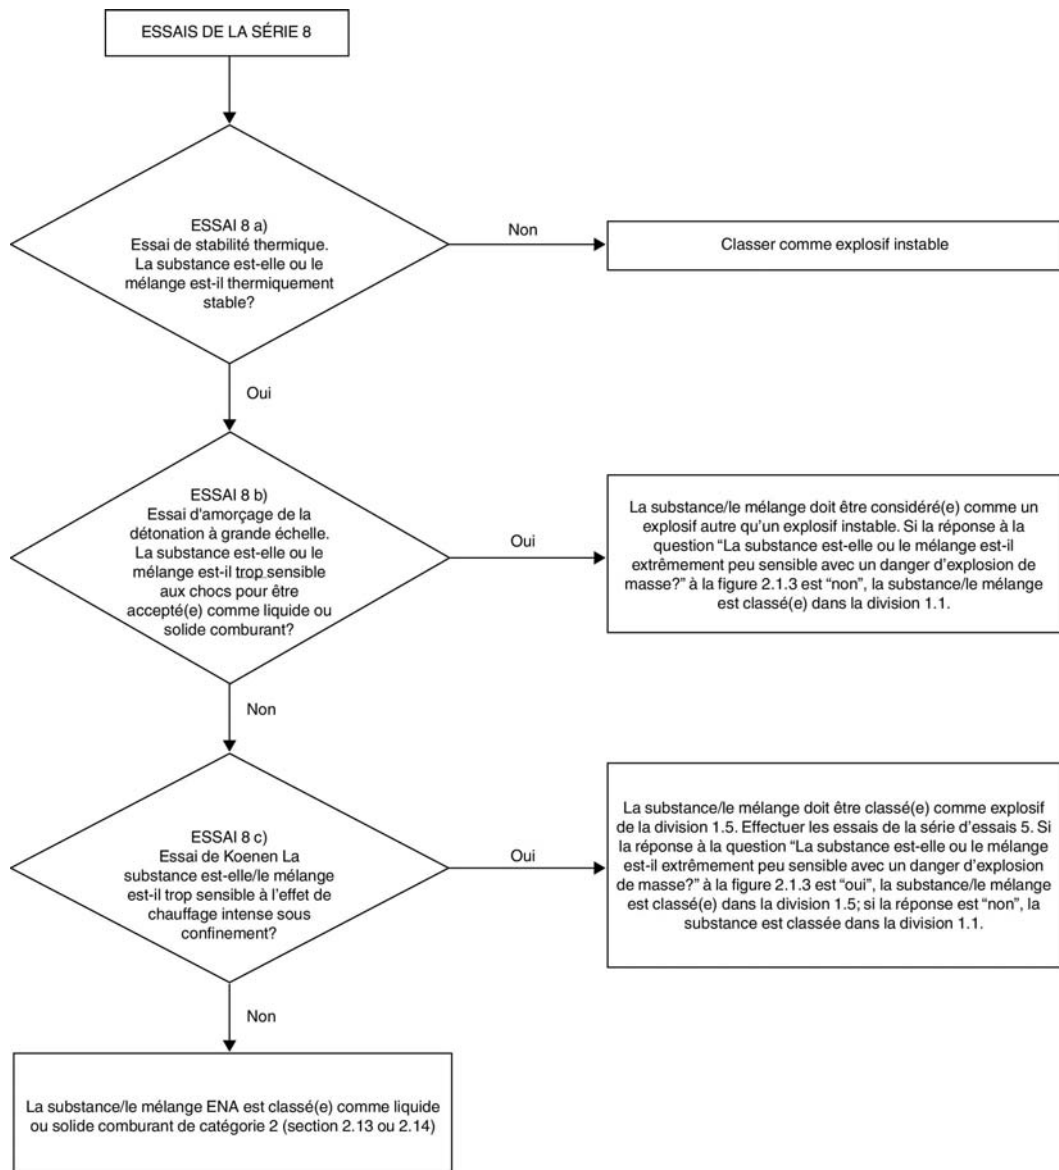 ESSAIS DE LA SÉRIE 8
ESSAI 8 a)
Essai de stabilité thermique.
La substance est-elle ou le
mélange est-il thermiquement
stable?
Non
Classer comme explosif instable
Oui
ESSAI 8 b)
Essai d'amorçage de la
détonation à grande échelle.
La substance est-elle ou le
mélange est-il trop sensible
aux chocs pour être
accepté(e) comme liquide ou
solide comburant?
Oui
La substance/le mélange doit être considéré(e) comme un
explosif autre qu'un explosif instable. Si la réponse à la
question “La substance est-elle ou le mélange est-il
extrêmement peu sensible avec un danger d'explosion
de masse?” à la figure 2.1.3 est “non”, la substance/le mélange
est classé(e) dans la division 1.1.
Non
ESSAI 8 c)
Essai de Koenen La
substance est-elle/le mélange
est-il trop sensible à l'effet de
chauffage intense sous
confinement?
Oui
La substance/le mélange doit être classé(e) comme explosif
de la division 1.5. Effectuer les essais de la série d'essais 5. Si
la réponse à la question “La substance est-elle ou le mélange
est-il extrêmement peu sensible avec un danger d'explosion
de masse?” à la figure 2.1.3 est “oui”, la substance/le mélange
est classé(e) dans la division 1.5; si la réponse est “non”, la
substance est classée dans la division 1.1.
Non
La substance/le mélange ENA est classé(e) comme liquide
ou solide comburant de catégorie 2 (section 2.13 ou 2.14)